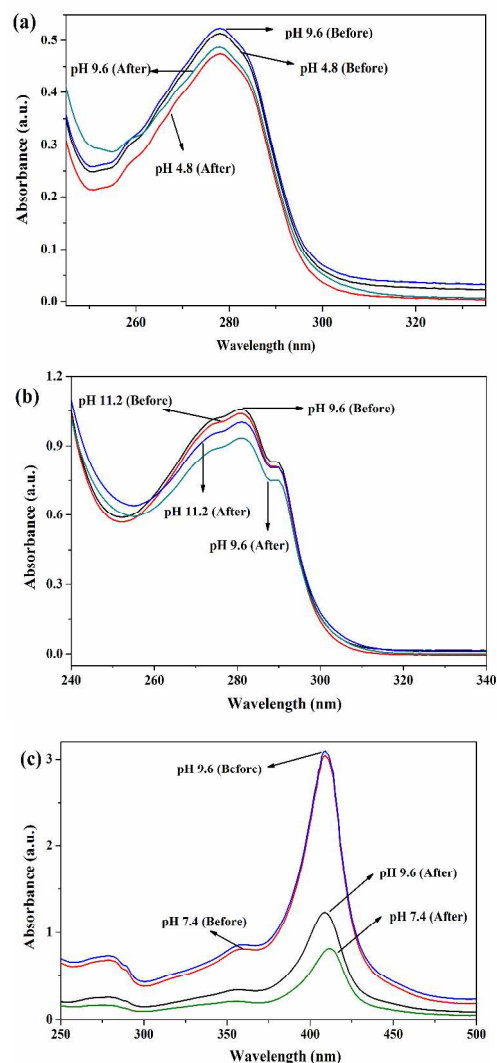 (a)
pH 9.6 (Before)
pH 9.6 (After)
pH 4.8 (Before)
pH 4.8 (After)
Absorbance (a.u.)
0.5
0.4
0.3
0.2
0.1
0.0
260 280 300 320
Wavelength (nm)
(b)
pH 11.2 (Before)
pH 9.6 (Before)
pH 11.2 (After)
pH 9.6 (After)
Absorbance (a.u.)
1.2
0.9
0.6
0.3
0.0
240 260 280 300 320 340
Wavelength (nm)
(c)
pH 9.6 (Before)
pH 9.6 (After)
pH 7.4 (Before)
pH 7.4 (After)
Absorbance (a.u.)
3
2
1
0
250 300 350 400 450 500
Wavelength (nm)